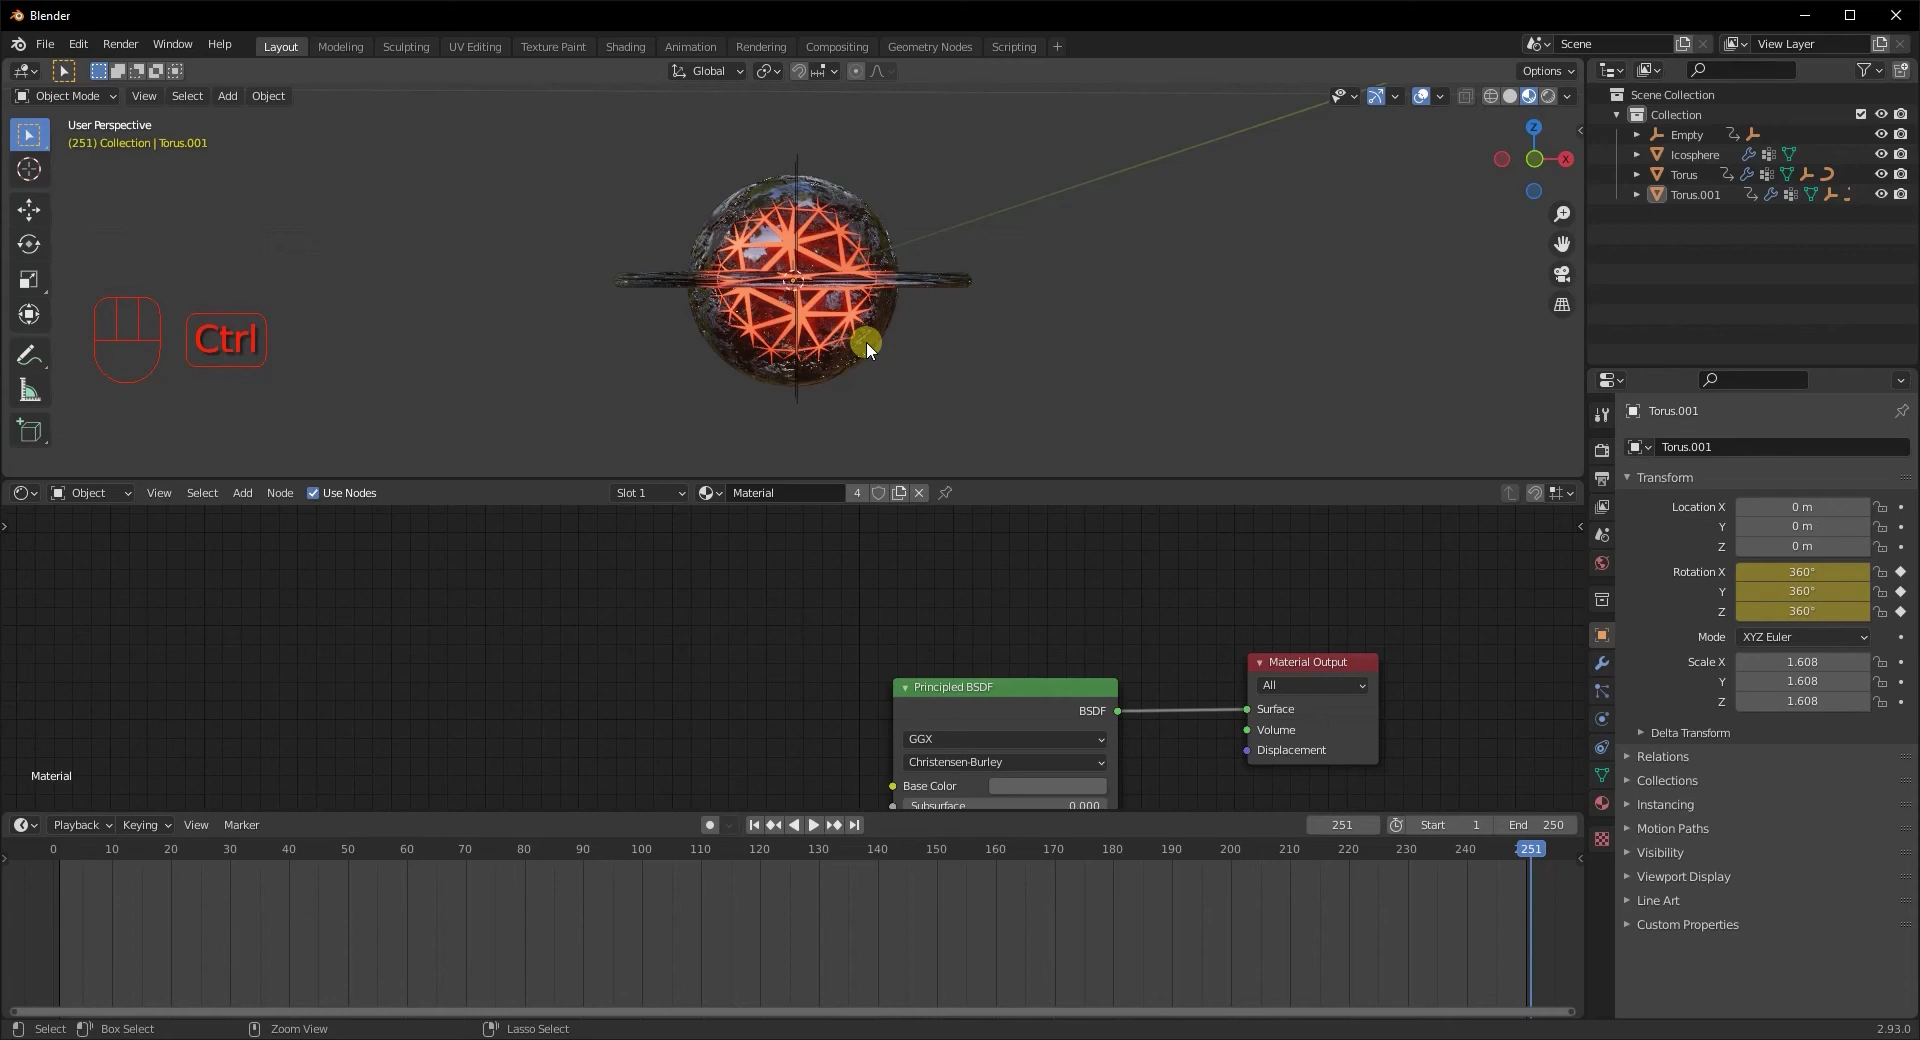 Blender
File Edit Render Window Help
Layout Modeling Sculpting UV Editing Texture Paint Shading Animation Rendering Compositing Geometry Nodes Scripting +
Scene
View Layer
Global
Options
Object Mode View Select Add Object
User Perspective
(251) Collection | Torus.001
Z
X
Ctrl
Scene Collection
Collection
Empty
Icosphere
Torus
Torus.001
Object View Select Add Node Use Nodes
Slot 1
Material 4
Principled BSDF
BSDF
GGX
Christensen-Burley
Base Color
Subsurface 0.000
Material Output
All
Surface
Volume
Displacement
Material
Torus.001
Torus.001
Transform
Location X 0 m
Y 0 m
Z 0 m
Rotation X 360°
Y 360°
Z 360°
Mode XYZ Euler
Scale X 1.608
Y 1.608
Z 1.608
Delta Transform
Relations
Collections
Instancing
Motion Paths
Visibility
Viewport Display
Line Art
Custom Properties
Playback Keying View Marker
251 Start 1 End 250
0 10 20 30 40 50 60 70 80 90 100 110 120 130 140 150 160 170 180 190 200 210 220 230 240 251
Select Box Select Zoom View Lasso Select
2.93.0